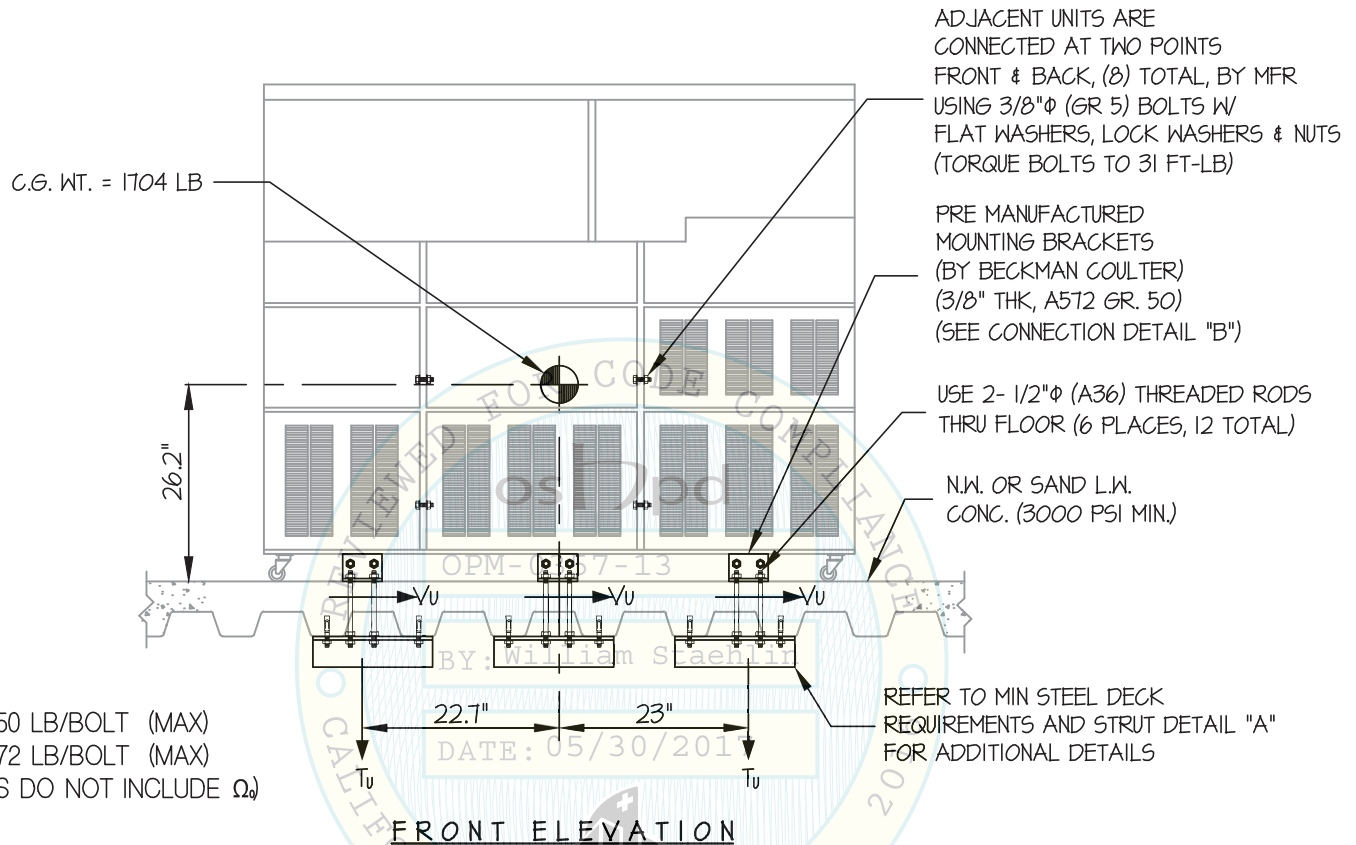 ADJACENT UNITS ARE
CONNECTED AT TWO POINTS
FRONT & BACK, (8) TOTAL, BY MFR
USING 3/8"Φ (GR 5) BOLTS W/
FLAT WASHERS, LOCK WASHERS & NUTS
(TORQUE BOLTS TO 31 FT-LB)
C.G. WT. = 1704 LB
PRE MANUFACTURED
MOUNTING BRACKETS
(BY BECKMAN COULTER)
(3/8" THK, A572 GR. 50)
(SEE CONNECTION DETAIL "B")
USE 2- 1/2"Φ (A36) THREADED RODS
THRU FLOOR (6 PLACES, 12 TOTAL)
N.W. OR SAND L.W.
CONC. (3000 PSI MIN.)
26.2"
REVIEWED FOR CODE COMPLIANCE
oshpd
VU
VU
VU
BY: William Staehlin
REFER TO MIN STEEL DECK
REQUIREMENTS AND STRUT DETAIL "A"
FOR ADDITIONAL DETAILS
22.7"
23"
50 LB/BOLT (MAX)
72 LB/BOLT (MAX)
S DO NOT INCLUDE Ω₀)
DATE: 05/30/201
TU
TU
FRONT ELEVATION